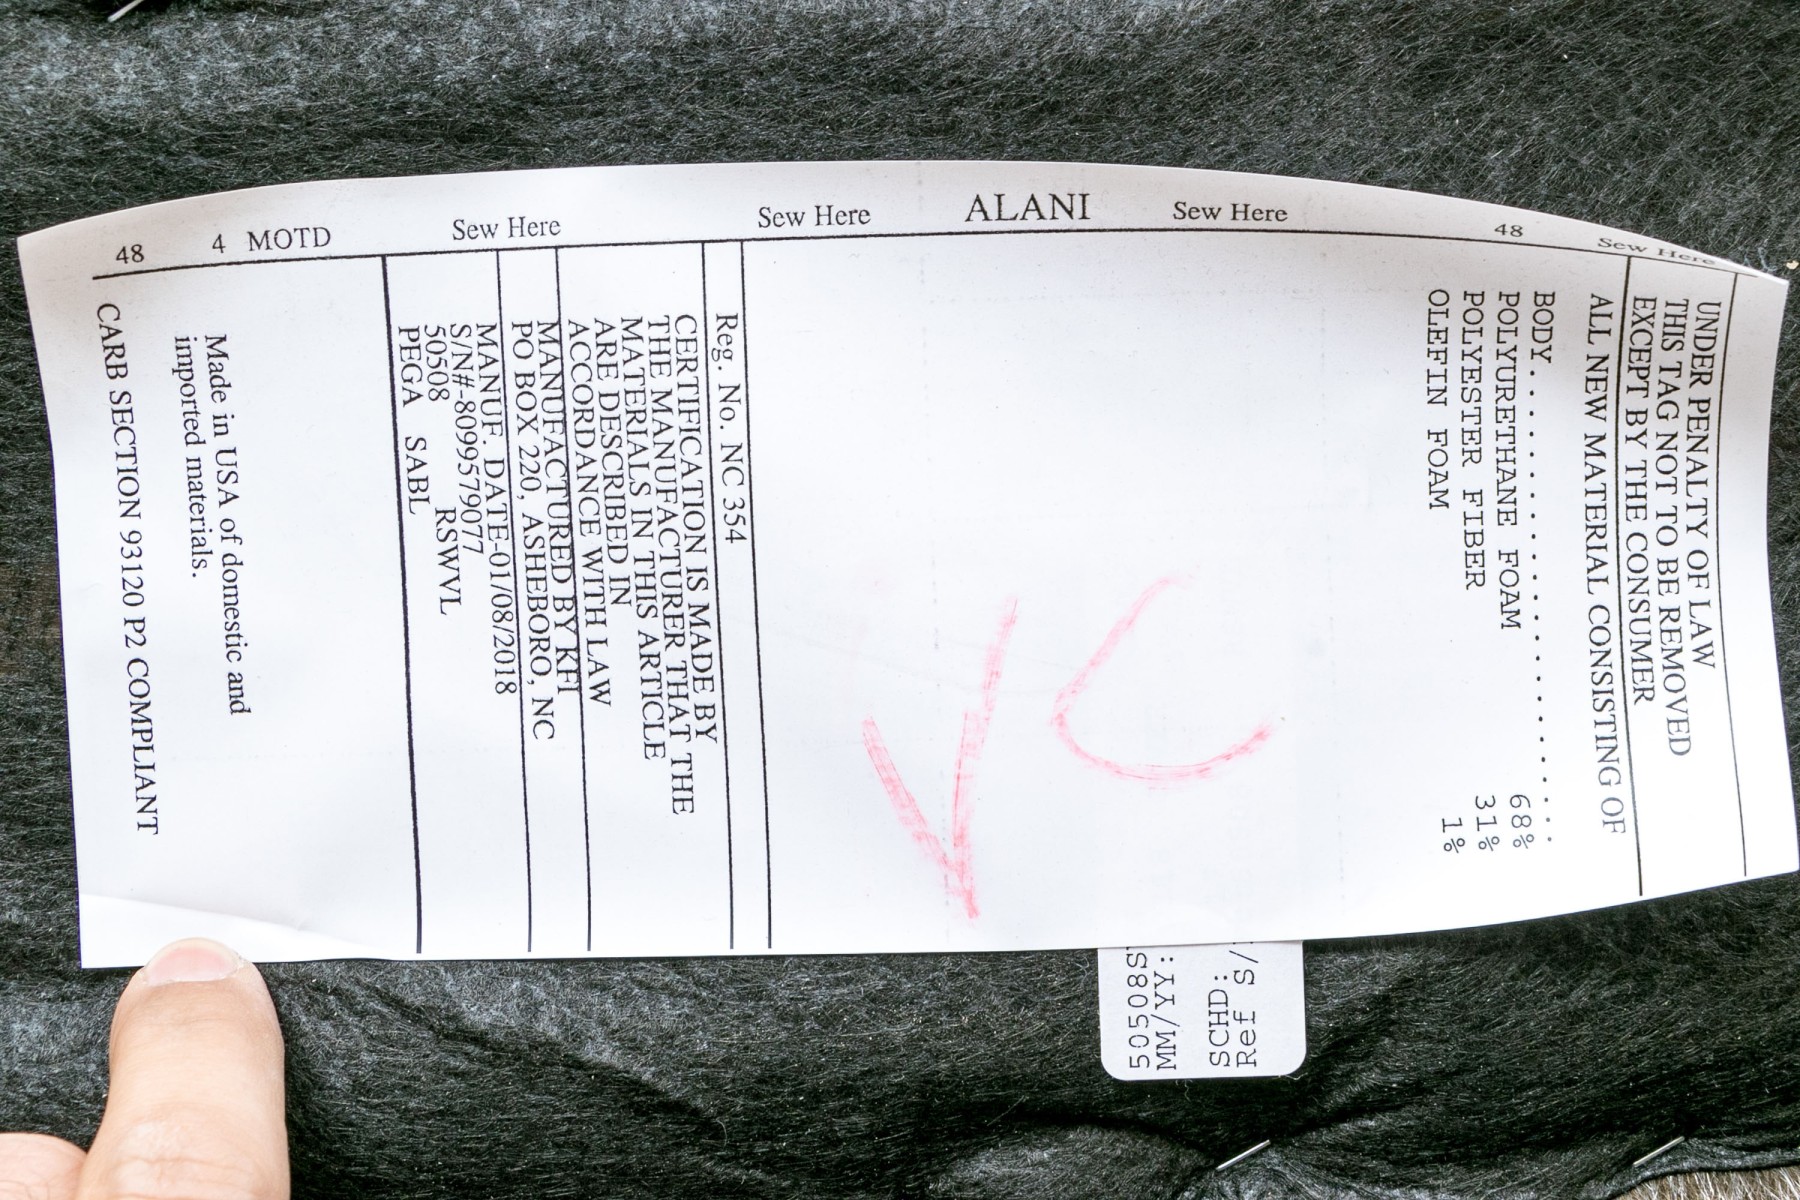 48 4 MOTD Sew Here Sew Here ALANI Sew Here 48 Sew Here
UNDER PENALTY OF LAW
THIS TAG NOT TO BE REMOVED
EXCEPT BY THE CONSUMER
ALL NEW MATERIAL CONSISTING OF
BODY..............................
POLYURETHANE FOAM 68%
POLYESTER FIBER 31%
OLEFIN FOAM 1%
VC
Reg. No. NC 354
CERTIFICATION IS MADE BY
THE MANUFACTURER THAT THE
MATERIALS IN THIS ARTICLE
ARE DESCRIBED IN
ACCORDANCE WITH LAW
MANUFACTURED BY KFI
PO BOX 220, ASHEBORO, NC
MANUF. DATE-01/08/2018
S/N#-8099579077
50508 RSWVL
PEGA SABL
Made in USA of domestic and
imported materials.
CARB SECTION 93120 P2 COMPLIANT
Ref S/
SCHD:
MM/YY:
50508S